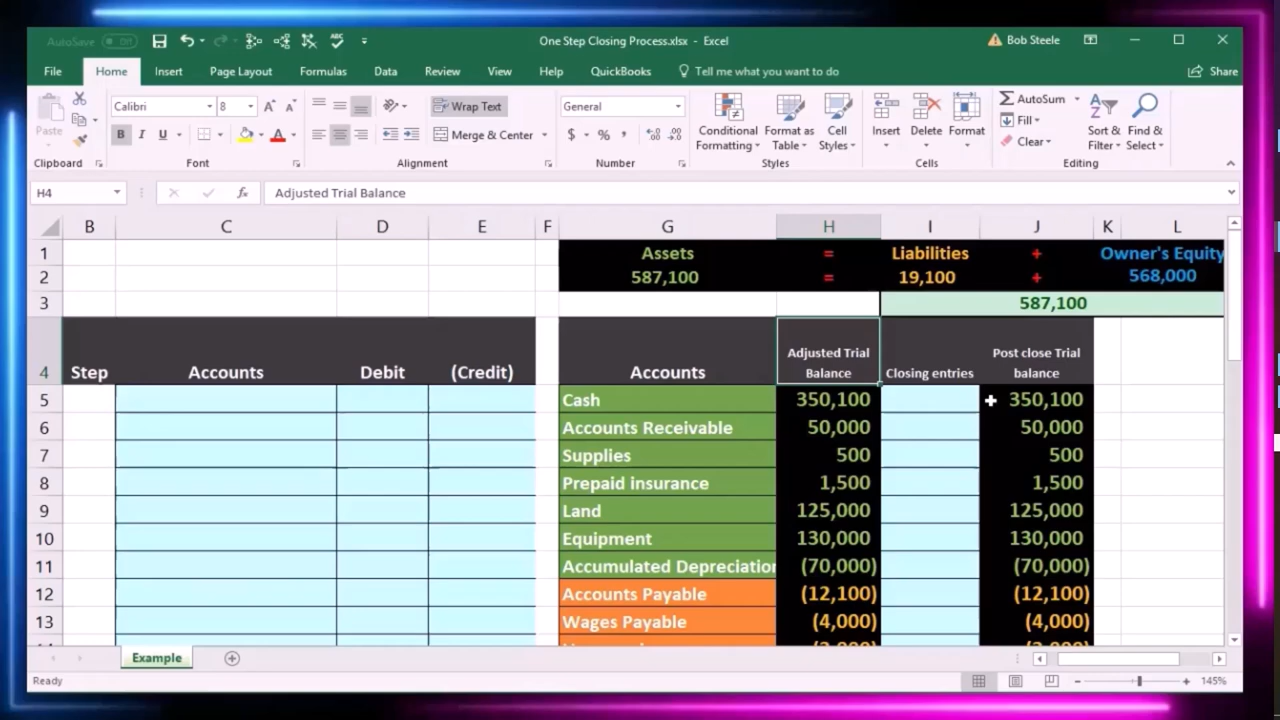 AutoSave Off
One Step Closing Process.xlsx - Excel
Bob Steele
File Home Insert Page Layout Formulas Data Review View Help QuickBooks Tell me what you want to do Share
Paste
Calibri 8
B I U
Wrap Text
Merge & Center
General
$ % ,
Conditional Formatting
Format as Table
Cell Styles
Insert Delete Format
AutoSum
Fill
Clear
Sort & Filter
Find & Select
Clipboard Font Alignment Number Styles Cells Editing
H4 fx Adjusted Trial Balance
B C D E F G H I J K L
1 Assets = Liabilities + Owner's Equity
2 587,100 = 19,100 + 568,000
3 587,100
4 Step Accounts Debit (Credit) Accounts Adjusted Trial Balance Closing entries Post close Trial balance
5 Cash 350,100 350,100
6 Accounts Receivable 50,000 50,000
7 Supplies 500 500
8 Prepaid insurance 1,500 1,500
9 Land 125,000 125,000
10 Equipment 130,000 130,000
11 Accumulated Depreciation (70,000) (70,000)
12 Accounts Payable (12,100) (12,100)
13 Wages Payable (4,000) (4,000)
Example
Ready
145%